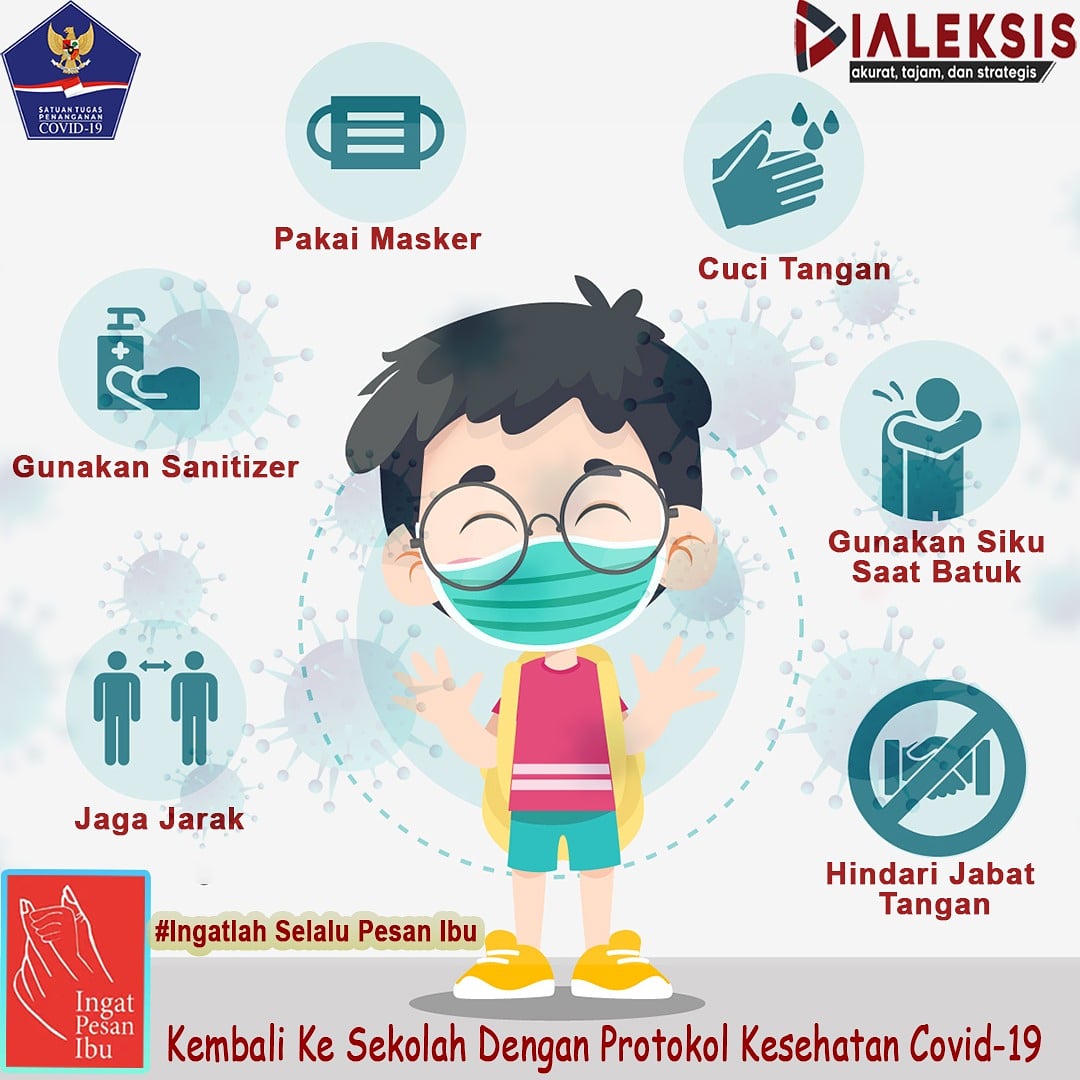 SATUAN TUGAS
PENANGANAN
COVID-19
DIALEKSIS
akurat, tajam, dan strategis
Pakai Masker
Cuci Tangan
Gunakan Sanitizer
Gunakan Siku
Saat Batuk
Jaga Jarak
Hindari Jabat
Tangan
#Ingatlah Selalu Pesan Ibu
Ingat
Pesan
Ibu
Kembali Ke Sekolah Dengan Protokol Kesehatan Covid-19